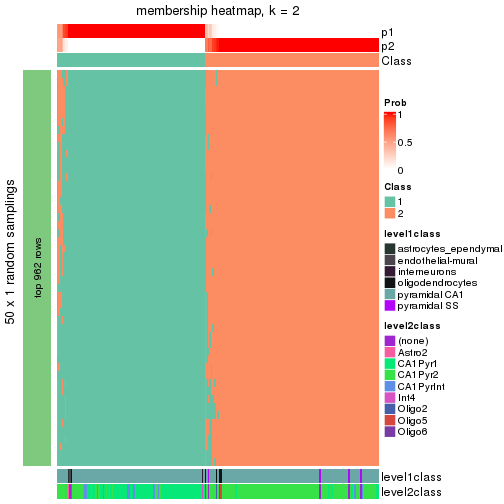 membership heatmap, k = 2
p1
p2
Class
50 x 1 random samplings
top 962 rows
Prob
1
0.5
0
Class
1
2
level1class
astrocytes_ependymal
endothelial-mural
interneurons
oligodendrocytes
pyramidal CA1
pyramidal SS
level2class
(none)
Astro2
CA1Pyr1
CA1Pyr2
CA1PyrInt
Int4
Oligo2
Oligo5
Oligo6
level1class
level2class